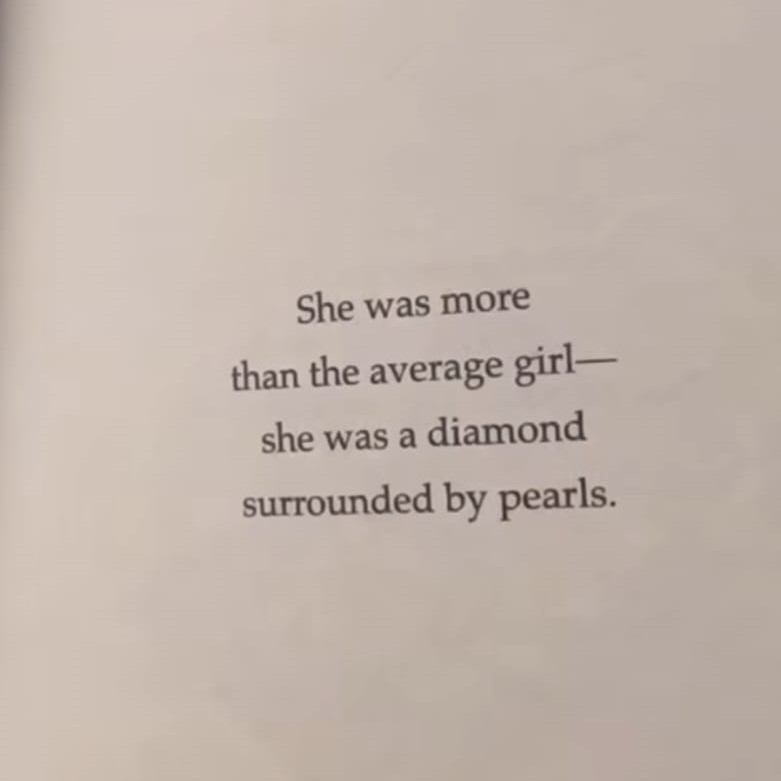 She was more
than the average girl—
she was a diamond
surrounded by pearls.